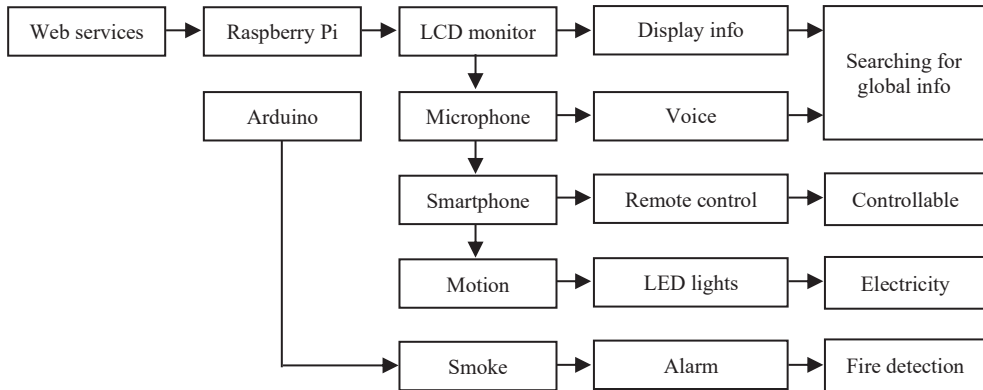 Web services
Raspberry Pi
LCD monitor
Display info
Searching for
global info
Arduino
Microphone
Voice
Smartphone
Remote control
Controllable
Motion
LED lights
Electricity
Smoke
Alarm
Fire detection